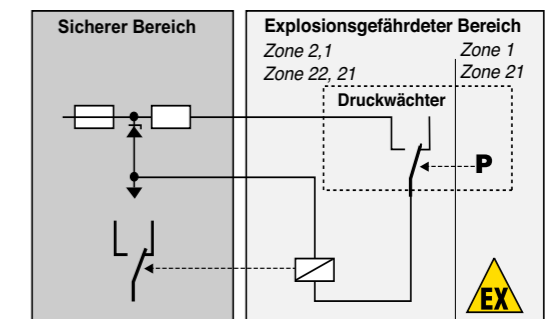 Sicherer Bereich
Explosionsgefährdeter Bereich
Zone 2,1
Zone 22, 21
Zone 1
Zone 21
Druckwächter
P
EX